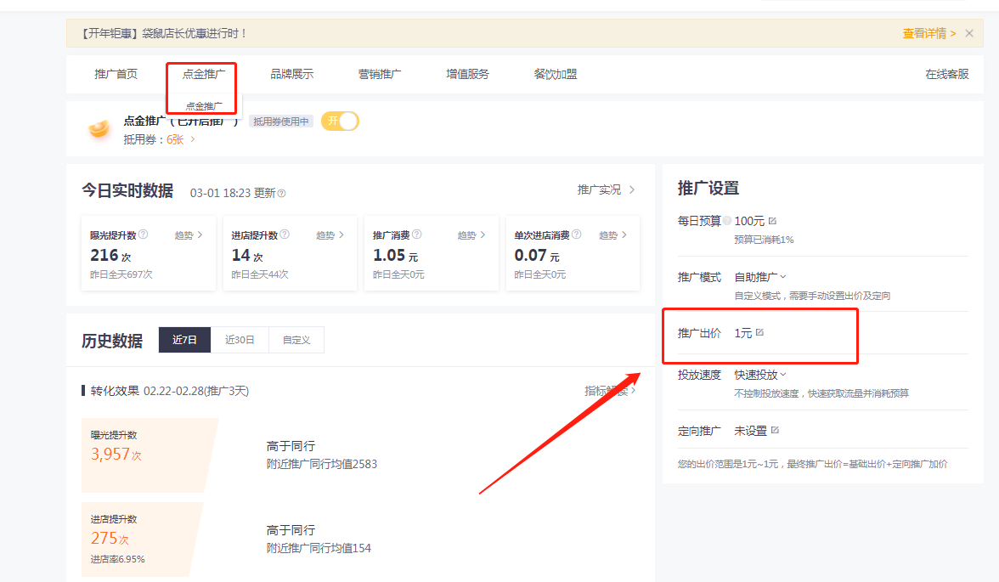 【开年钜惠】袋鼠店长优惠进行时！ 查看详情 >
推广首页 点金推广 品牌展示 营销推广 增值服务 餐饮加盟 在线客服
点金推广
点金推广（已开启推广） 抵用券使用中 开
抵用券：6张 >
今日实时数据 03-01 18:23 更新 推广实况 >
曝光提升数 趋势 >
216 次
昨日全天697次
进店提升数 趋势 >
14 次
昨日全天44次
推广消费 趋势 >
1.05 元
昨日全天0元
单次进店消费 趋势 >
0.07 元
昨日全天0元
历史数据 近7日 近30日 自定义
转化效果 02.22-02.28(推广3天) 指标解读 >
曝光提升数
3,957次
高于同行
附近推广同行均值2583
进店提升数
275次
进店率6.95%
高于同行
附近推广同行均值154
推广设置
每日预算 100元
预算已消耗1%
推广模式 自助推广
自定义模式，需要手动设置出价及定向
推广出价 1元
投放速度 快速投放
不控制投放速度，快速获取流量并消耗预算
定向推广 未设置
您的出价范围是1元~1元，最终推广出价=基础出价+定向推广加价